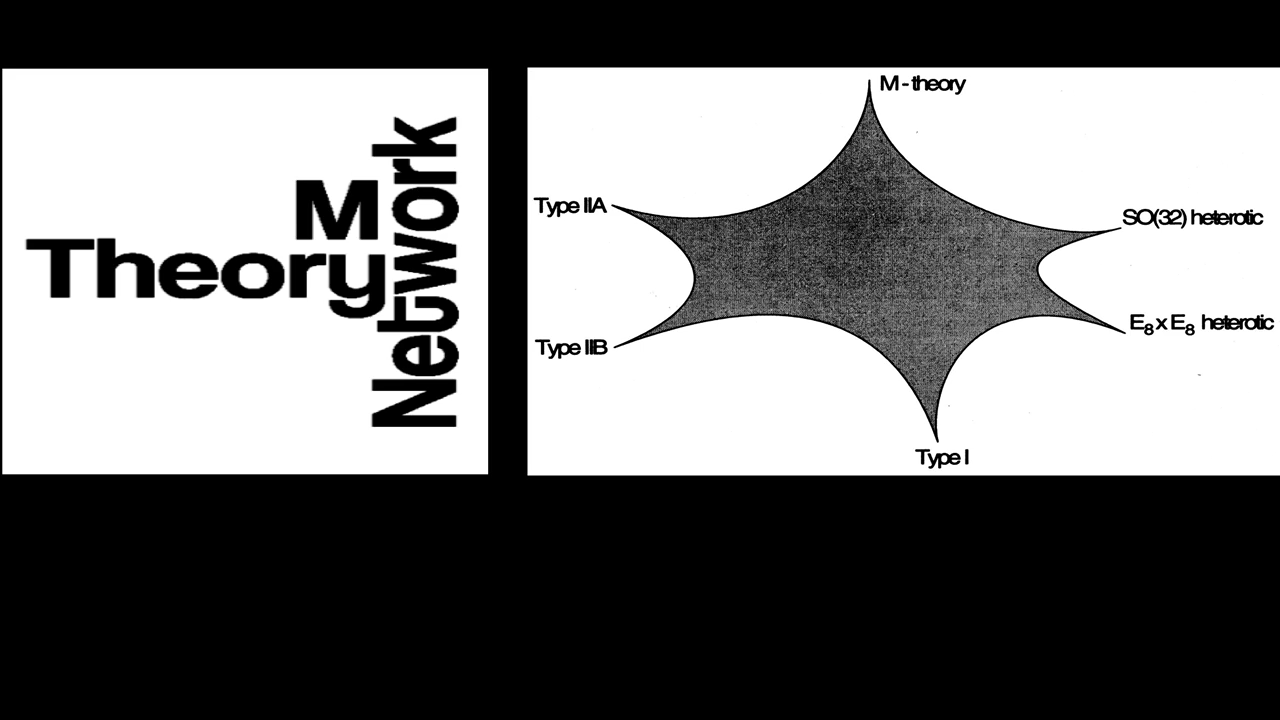 M
Theory
Network
M - theory
Type IIA
SO(32) heterotic
E8 x E8 heterotic
Type IIB
Type I